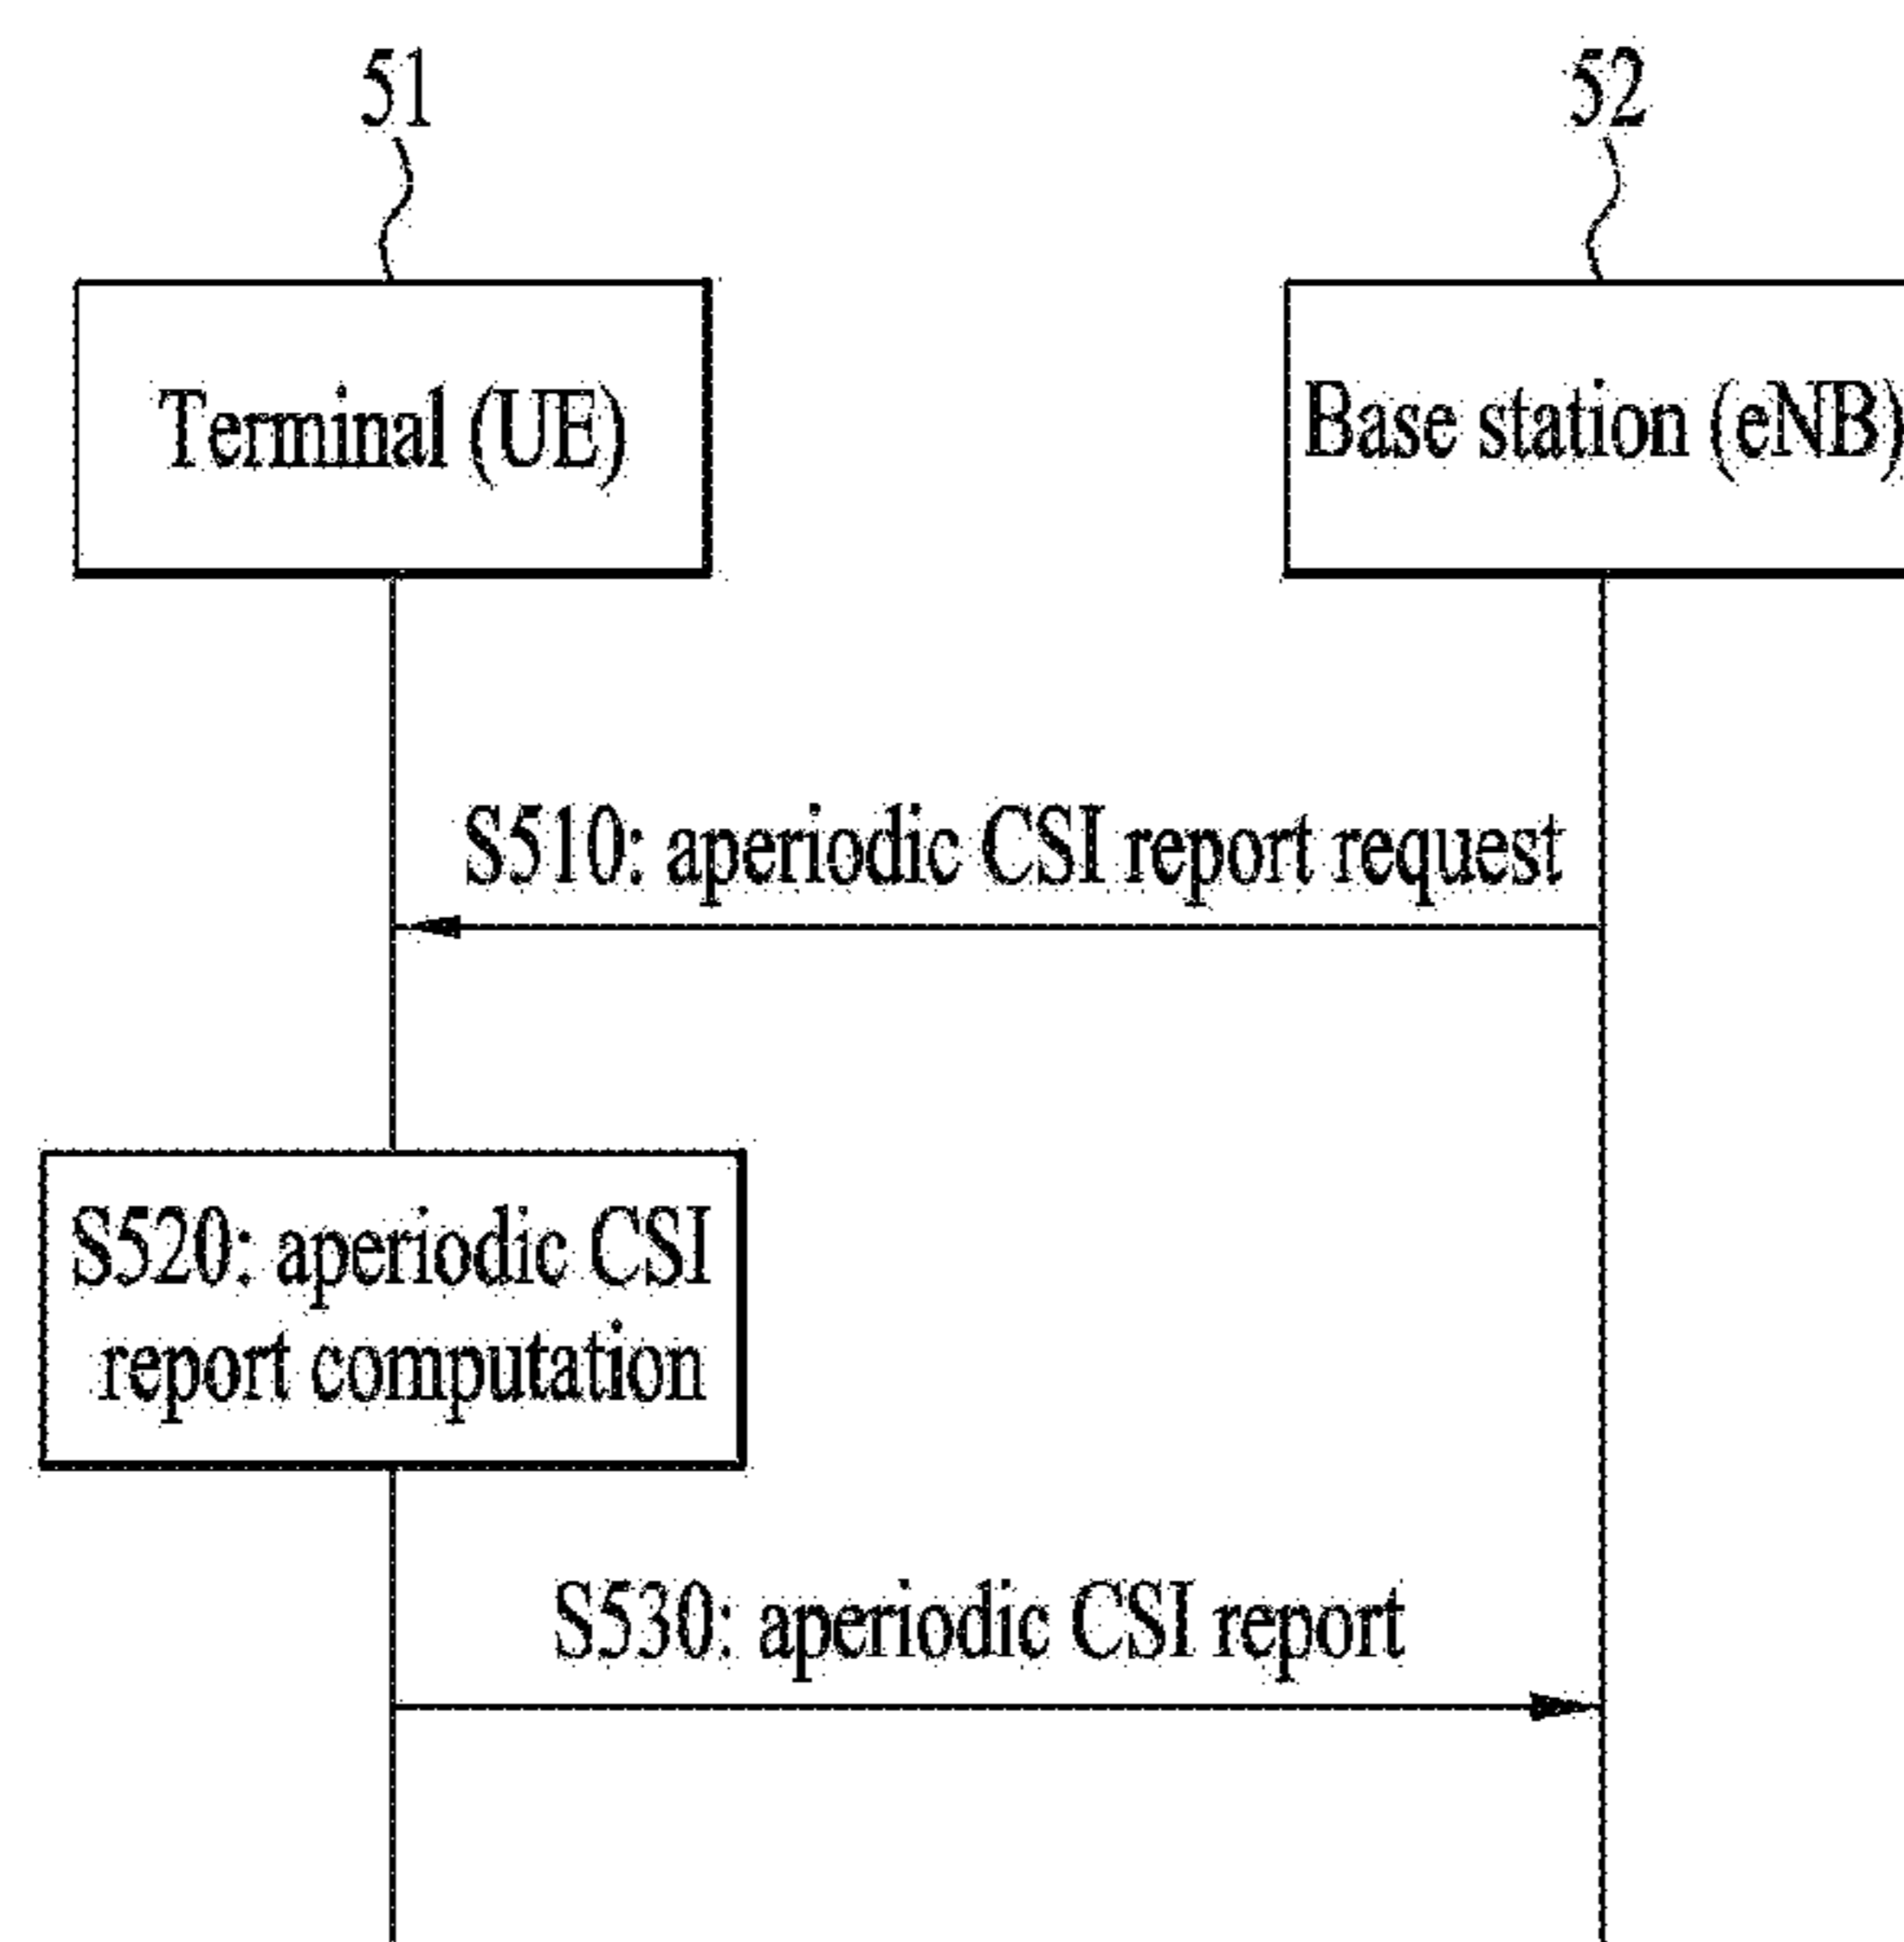 51
52
Terminal (UE)
Base station (eNB)
S510: aperiodic CSI report request
S520: aperiodic CSI
report computation
S530: aperiodic CSI report